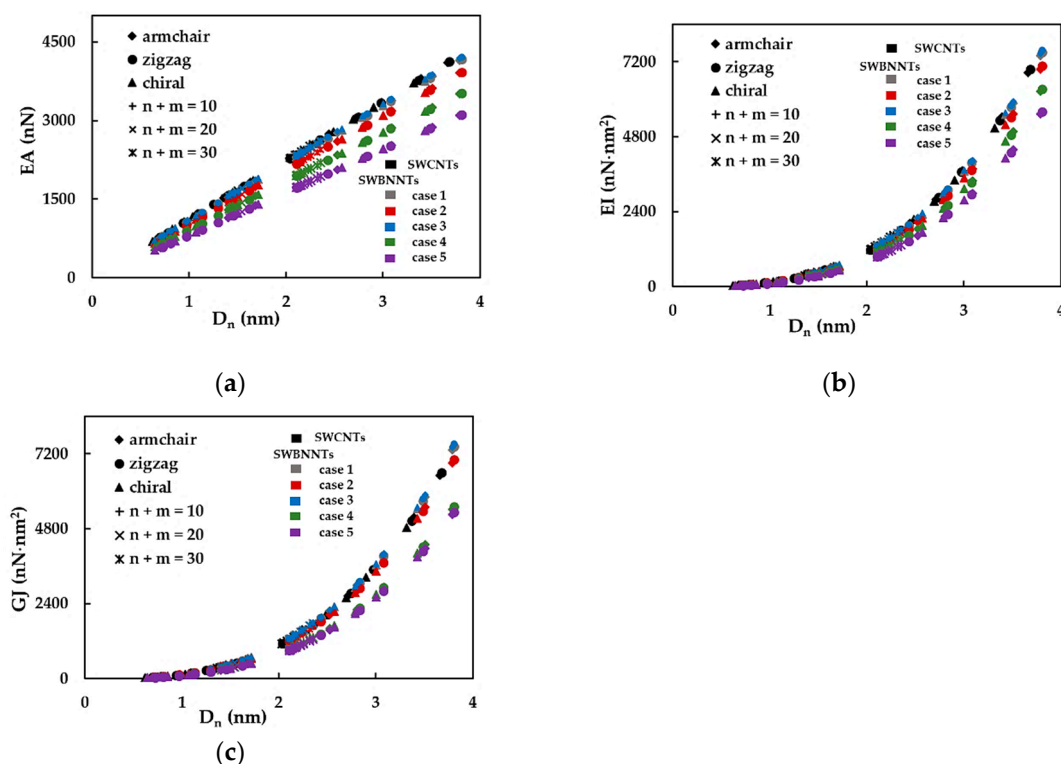 EA (nN)
4500
3000
1500
0
armchair
zigzag
chiral
n + m = 10
n + m = 20
n + m = 30
SWCNTs
SWBNNTs
case 1
case 2
case 3
case 4
case 5
0 1 2 3 4
Dn (nm)
(a)
EI (nN·nm²)
7200
4800
2400
0
armchair
zigzag
chiral
n + m = 10
n + m = 20
n + m = 30
SWCNTs
SWBNNTs
case 1
case 2
case 3
case 4
case 5
0 1 2 3 4
Dn (nm)
(b)
GJ (nN·nm²)
7200
4800
2400
0
armchair
zigzag
chiral
n + m = 10
n + m = 20
n + m = 30
SWCNTs
SWBNNTs
case 1
case 2
case 3
case 4
case 5
0 1 2 3 4
Dn (nm)
(c)